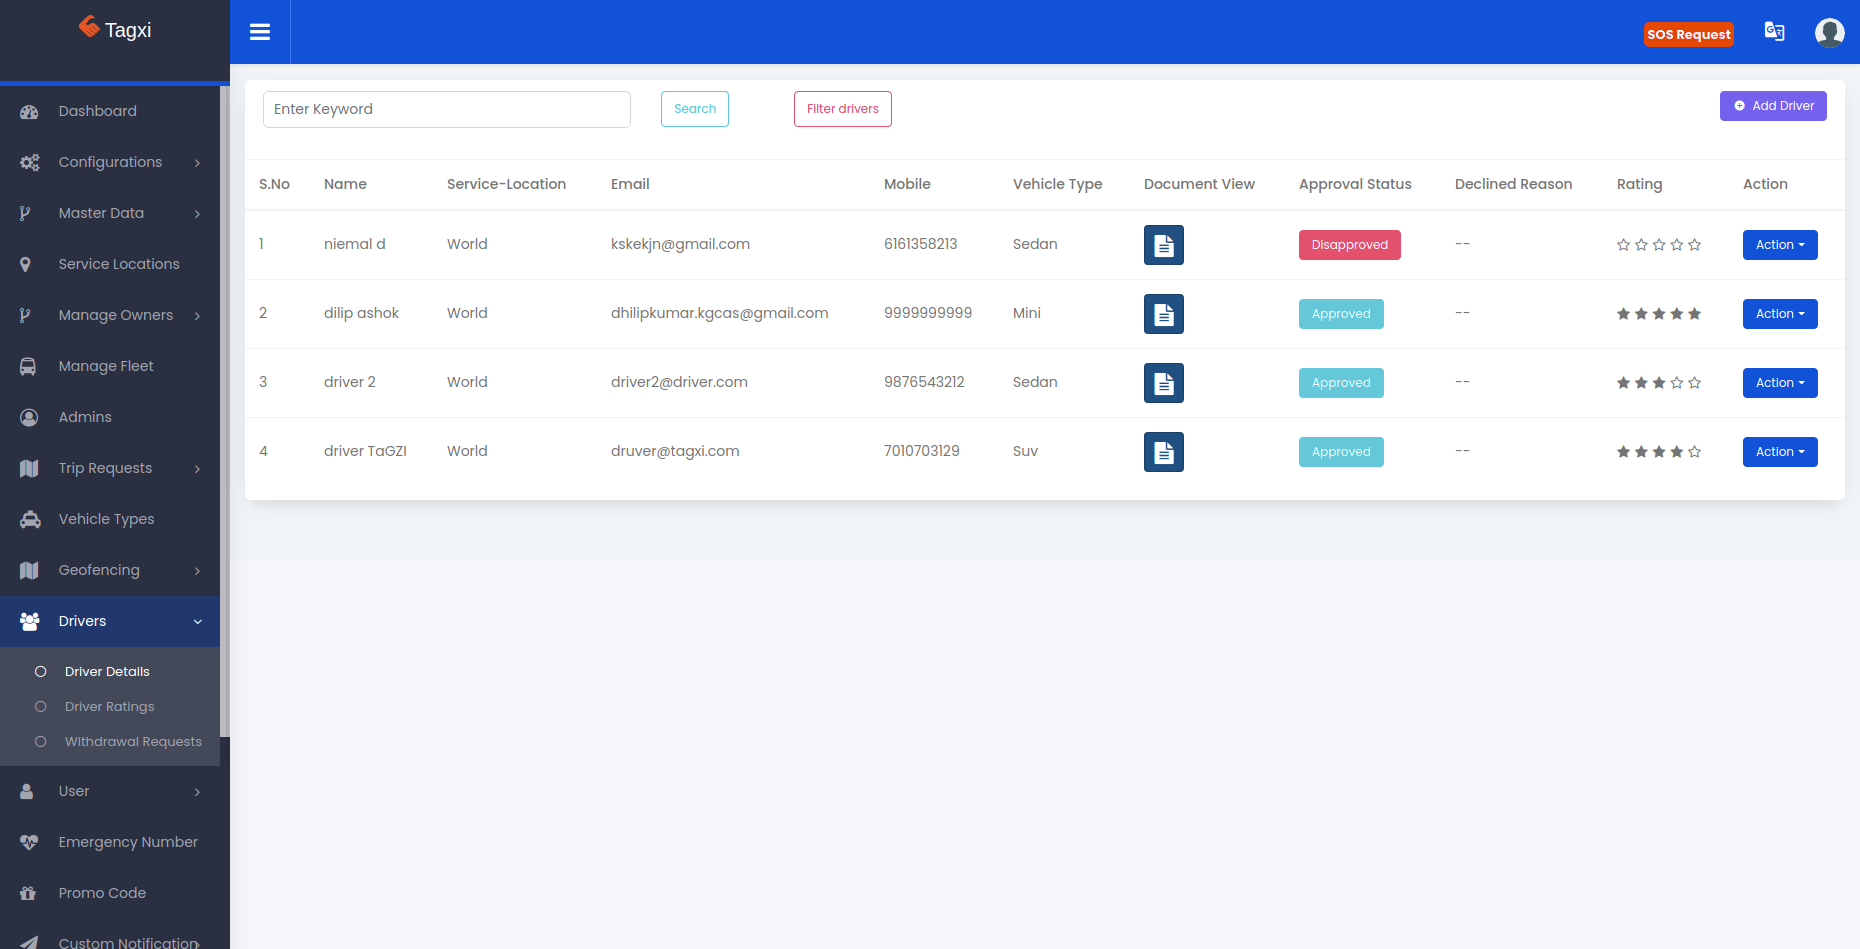 Tagxi
SOS Request
Dashboard
Configurations
Master Data
Service Locations
Manage Owners
Manage Fleet
Admins
Trip Requests
Vehicle Types
Geofencing
Drivers
Driver Details
Driver Ratings
Withdrawal Requests
User
Emergency Number
Promo Code
Custom Notification
Enter Keyword Search Filter drivers Add Driver
S.No Name Service-Location Email Mobile Vehicle Type Document View Approval Status Declined Reason Rating Action
1 niemal d World kskekjn@gmail.com 6161358213 Sedan Disapproved -- Action
2 dilip ashok World dhilipkumar.kgcas@gmail.com 9999999999 Mini Approved -- Action
3 driver 2 World driver2@driver.com 9876543212 Sedan Approved -- Action
4 driver TaGZI World druver@tagxi.com 7010703129 Suv Approved -- Action